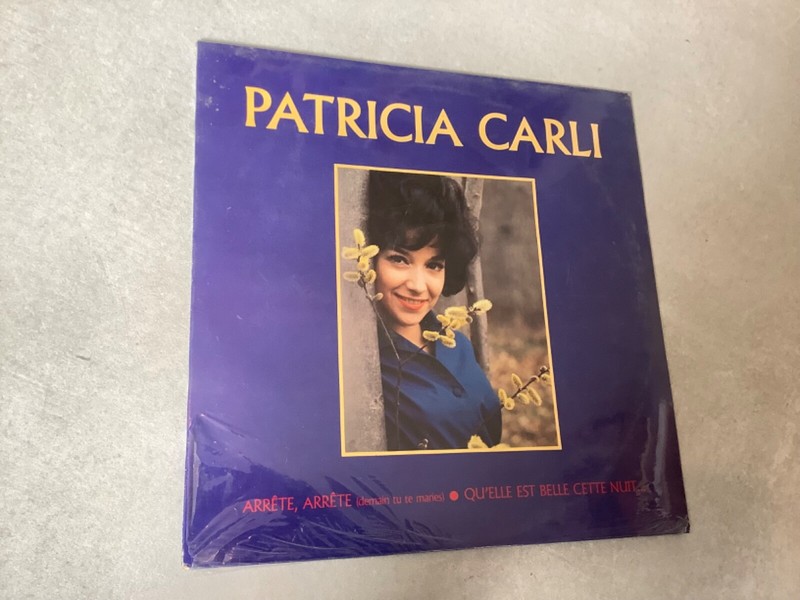 PATRICIA CARLI
ARRÊTE, ARRÊTE (demain tu te maries) ● QU'ELLE EST BELLE CETTE NUIT